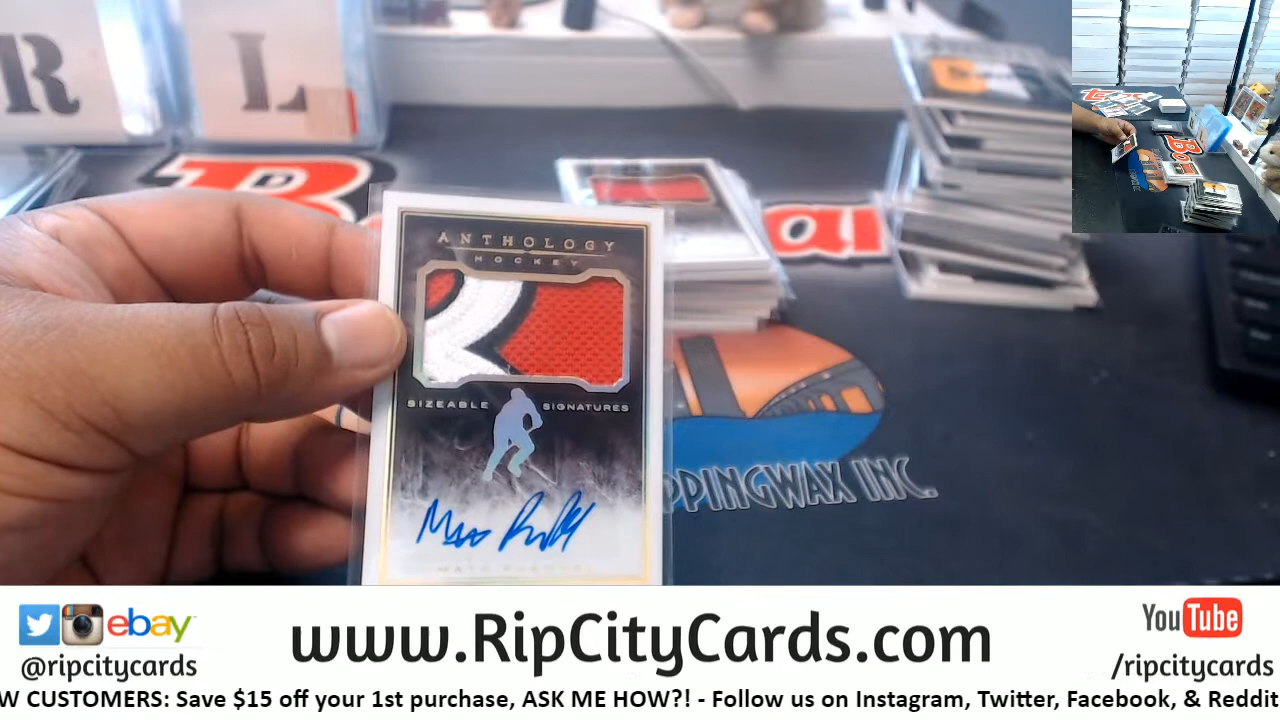 R L
ANTHOLOGY
HOCKEY
SIZEABLE SIGNATURES
PPINGWAX INC.
ebay
@ripcitycards
www.RipCityCards.com
YouTube
/ripcitycards
W CUSTOMERS: Save $15 off your 1st purchase, ASK ME HOW?! - Follow us on Instagram, Twitter, Facebook, & Reddit